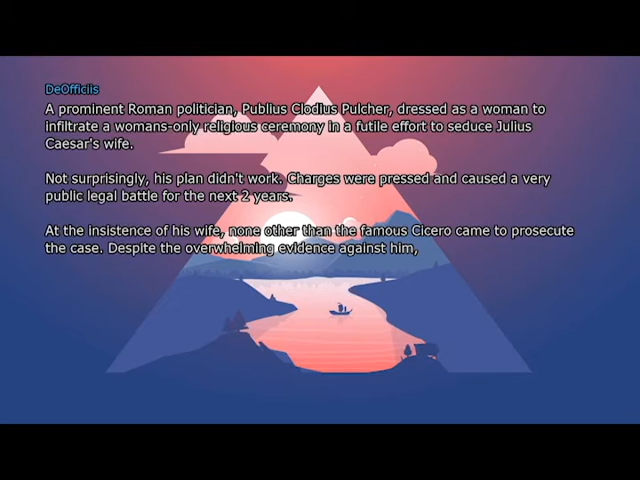 DeOfficiis
A prominent Roman politician, Publius Clodius Pulcher, dressed as a woman to
infiltrate a womans-only religious ceremony in a futile effort to seduce Julius
Caesar's wife.
Not surprisingly, his plan didn't work. Charges were pressed and caused a very
public legal battle for the next 2 years.
At the insistence of his wife, none other than the famous Cicero came to prosecute
the case. Despite the overwhelming evidence against him,